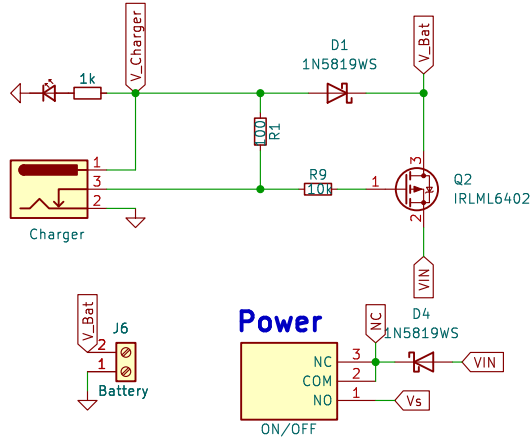 V_Charger
V_Bat
D1
1N5819WS
1k
100
R1
1
3
2
Charger
R9
10k
1
3
2
Q2
IRLML6402
VIN
V_Bat
J6
2
1
Battery
Power
NC
D4
1N5819WS
NC
3
COM
2
NO
1
VIN
Vs
ON/OFF